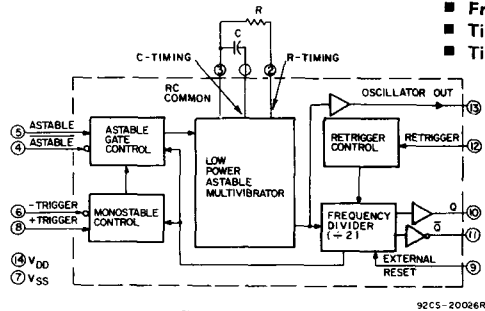 R
■ Fr
■ Ti
■ Ti
C
③ ① ②
C-TIMING
R-TIMING
RC
COMMON
OSCILLATOR OUT
⑬
⑤ ASTABLE
④ ASTABLE
ASTABLE
GATE
CONTROL
LOW
POWER
ASTABLE
MULTIVIBRATOR
RETRIGGER
CONTROL
RETRIGGER
⑫
⑥ -TRIGGER
⑧ +TRIGGER
MONOSTABLE
CONTROL
FREQUENCY
DIVIDER
(÷2)
Q
⑩
Q̅
⑪
⑭ VDD
⑦ VSS
EXTERNAL
RESET
⑨
92CS-20026R